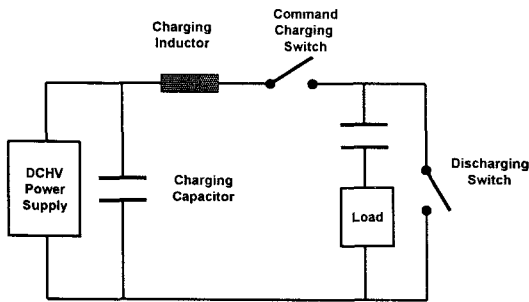 Charging
Inductor
Command
Charging
Switch
DCHV
Power
Supply
Charging
Capacitor
Load
Discharging
Switch